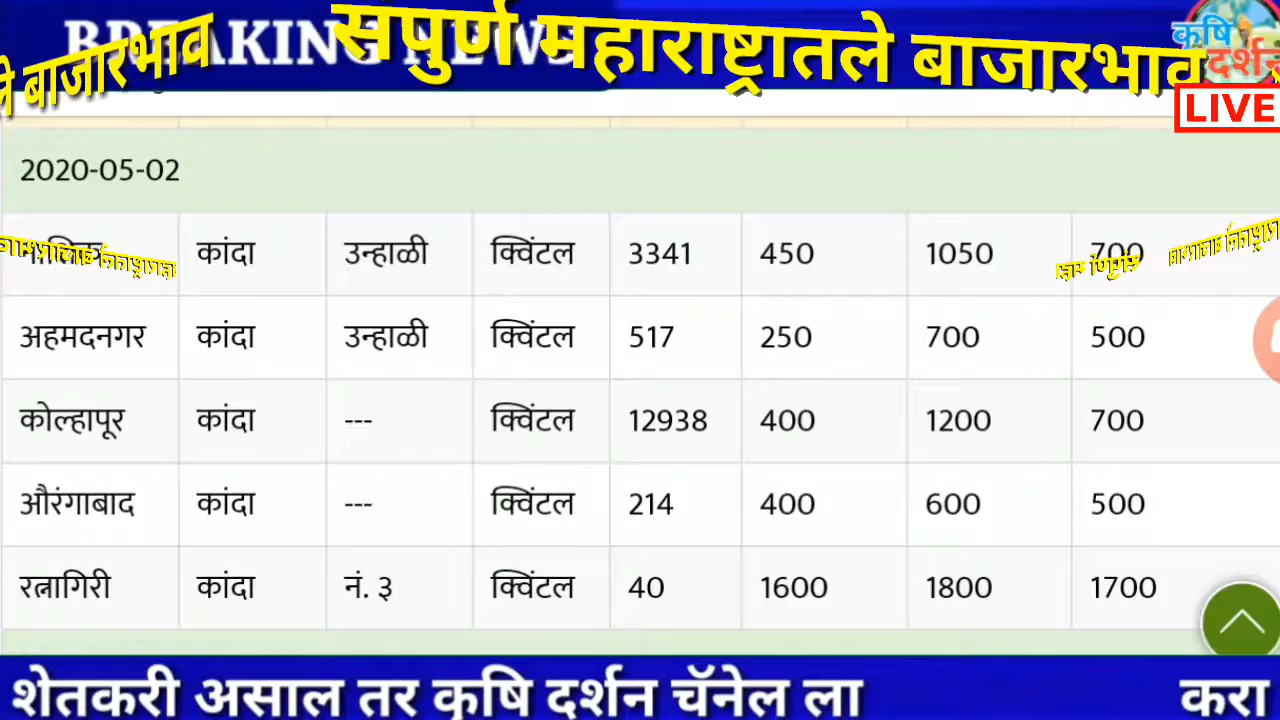 BREAKING NEWS
संपुर्ण महाराष्ट्रातले बाजारभाव
ले बाजारभाव
कृषि
दर्शन
LIVE
2020-05-02
कांदा उन्हाळी क्विंटल 3341 450 1050 700
अहमदनगर कांदा उन्हाळी क्विंटल 517 250 700 500
कोल्हापूर कांदा --- क्विंटल 12938 400 1200 700
औरंगाबाद कांदा --- क्विंटल 214 400 600 500
रत्नागिरी कांदा नं. ३ क्विंटल 40 1600 1800 1700
शेतकरी असाल तर कृषि दर्शन चॅनेल ला करा